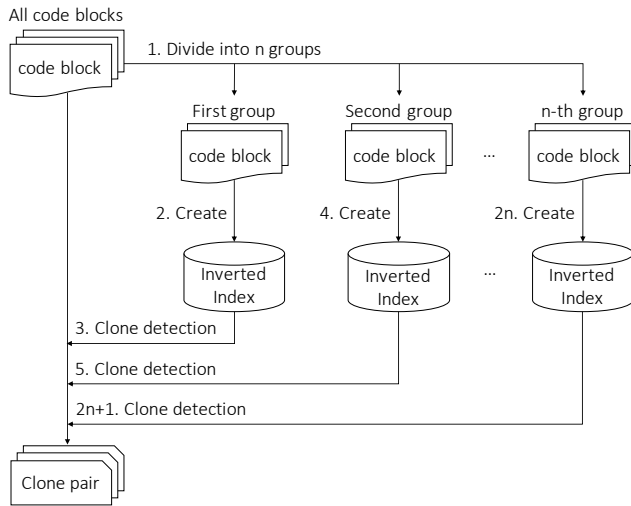 All code blocks
code block
1. Divide into n groups
First group
Second group
n-th group
code block
code block
...
code block
2. Create
4. Create
2n. Create
Inverted
Index
Inverted
Index
...
Inverted
Index
3. Clone detection
5. Clone detection
2n+1. Clone detection
Clone pair